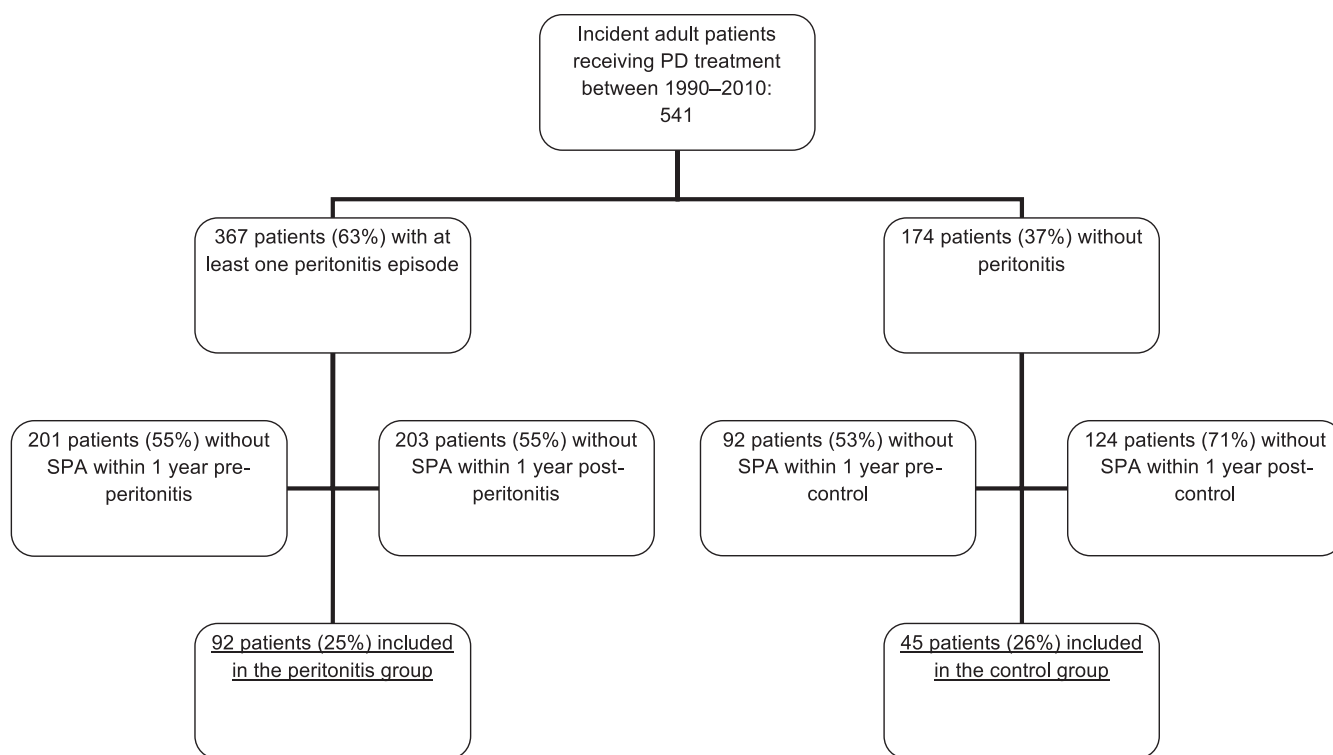 Incident adult patients
receiving PD treatment
between 1990–2010:
541
367 patients (63%) with at
least one peritonitis episode
174 patients (37%) without
peritonitis
201 patients (55%) without
SPA within 1 year pre-
peritonitis
203 patients (55%) without
SPA within 1 year post-
peritonitis
92 patients (53%) without
SPA within 1 year pre-
control
124 patients (71%) without
SPA within 1 year post-
control
92 patients (25%) included
in the peritonitis group
45 patients (26%) included
in the control group